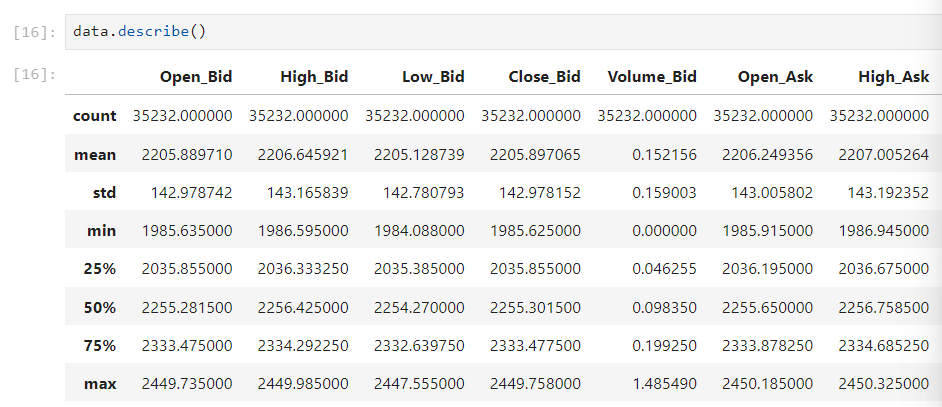 [16]: data.describe()
[16]:
Open_Bid High_Bid Low_Bid Close_Bid Volume_Bid Open_Ask High_Ask
count 35232.000000 35232.000000 35232.000000 35232.000000 35232.000000 35232.000000 35232.000000
mean 2205.889710 2206.645921 2205.128739 2205.897065 0.152156 2206.249356 2207.005264
std 142.978742 143.165839 142.780793 142.978152 0.159003 143.005802 143.192352
min 1985.635000 1986.595000 1984.088000 1985.625000 0.000000 1985.915000 1986.945000
25% 2035.855000 2036.333250 2035.385000 2035.855000 0.046255 2036.195000 2036.675000
50% 2255.281500 2256.425000 2254.270000 2255.301500 0.098350 2255.650000 2256.758500
75% 2333.475000 2334.292250 2332.639750 2333.477500 0.199250 2333.878250 2334.685250
max 2449.735000 2449.985000 2447.555000 2449.758000 1.485490 2450.185000 2450.325000